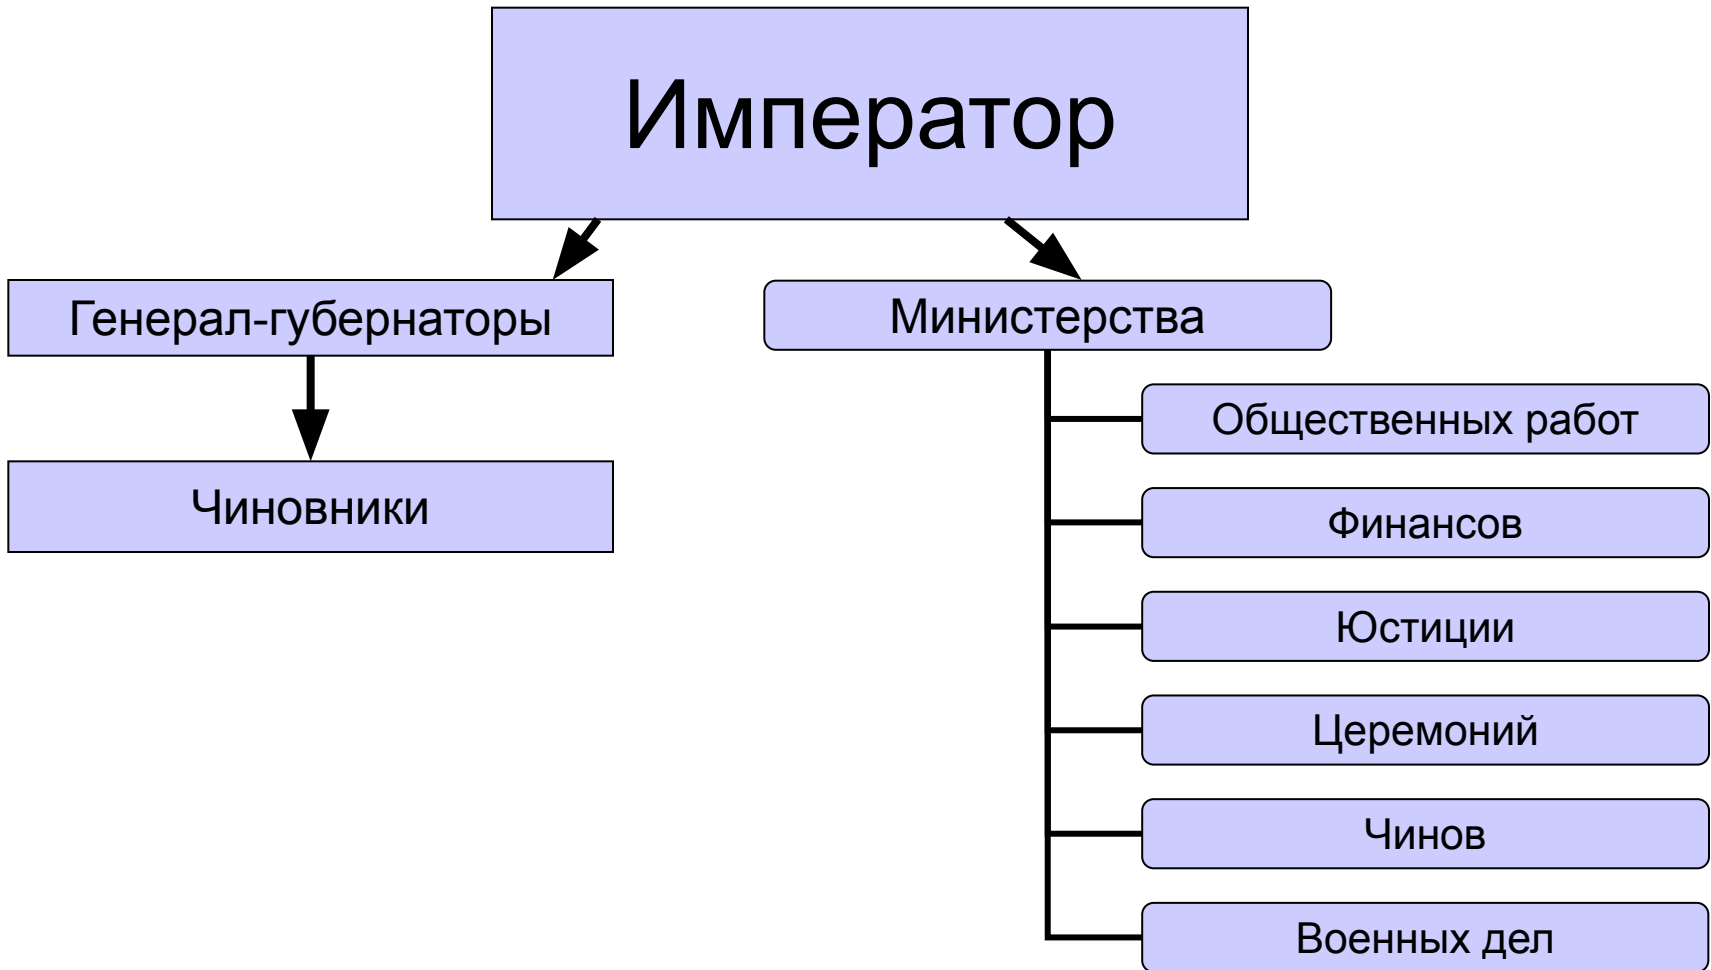 Император
Генерал-губернаторы
Министерства
Общественных работ
Чиновники
Финансов
Юстиции
Церемоний
Чинов
Военных дел